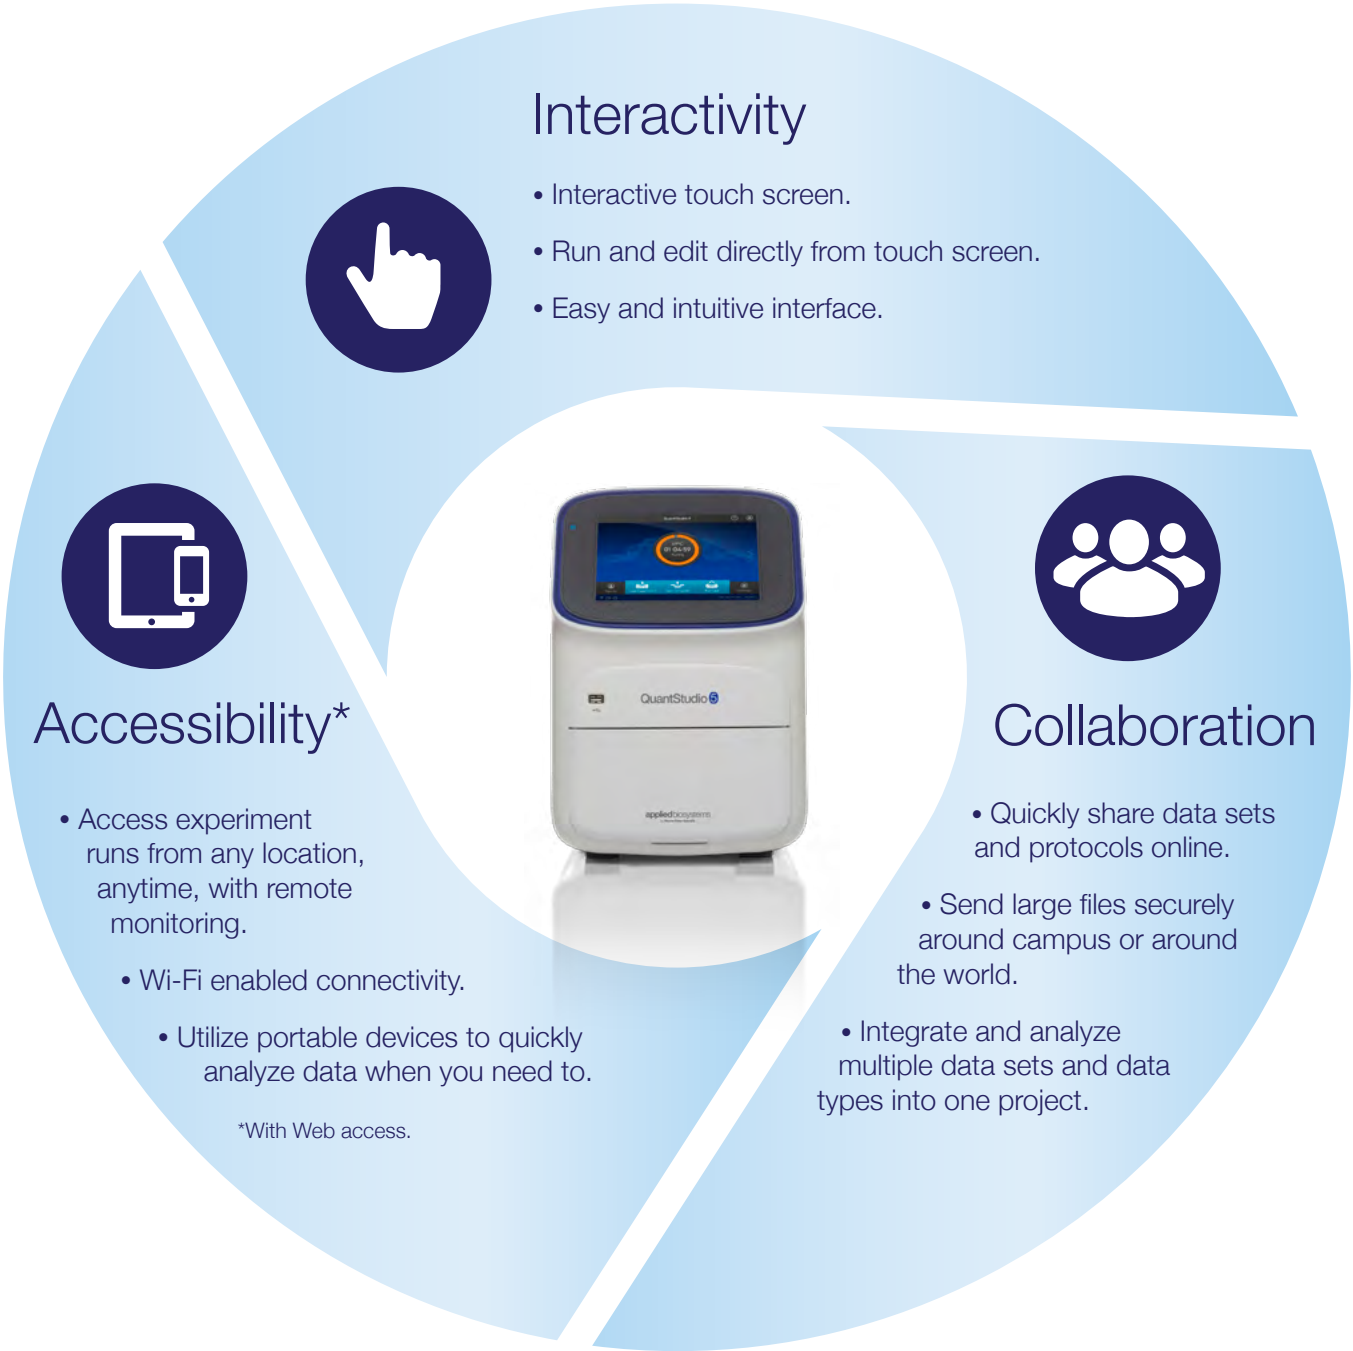 Interactivity
• Interactive touch screen.
• Run and edit directly from touch screen.
• Easy and intuitive interface.
Accessibility*
• Access experiment
runs from any location,
anytime, with remote
monitoring.
• Wi-Fi enabled connectivity.
• Utilize portable devices to quickly
analyze data when you need to.
*With Web access.
01:04:59
QuantStudio 5
appliedbiosystems
Collaboration
• Quickly share data sets
and protocols online.
• Send large files securely
around campus or around
the world.
• Integrate and analyze
multiple data sets and data
types into one project.